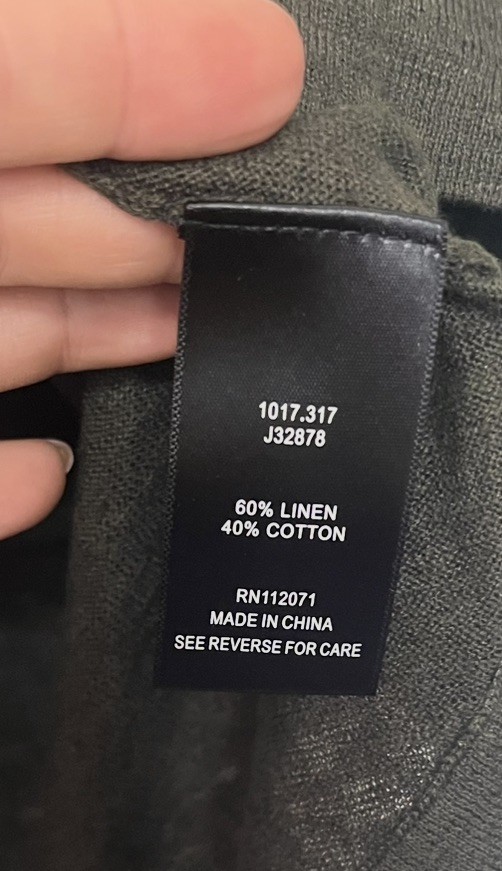 1017.317
J32878
60% LINEN
40% COTTON
RN112071
MADE IN CHINA
SEE REVERSE FOR CARE